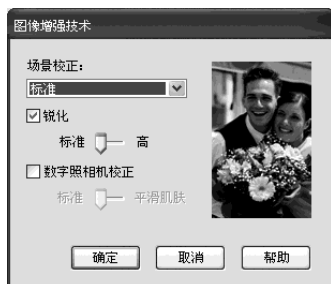 图像增强技术
场景校正:
标准
锐化
标准 高
数字照相机校正
标准 平滑肌肤
确定 取消 帮助